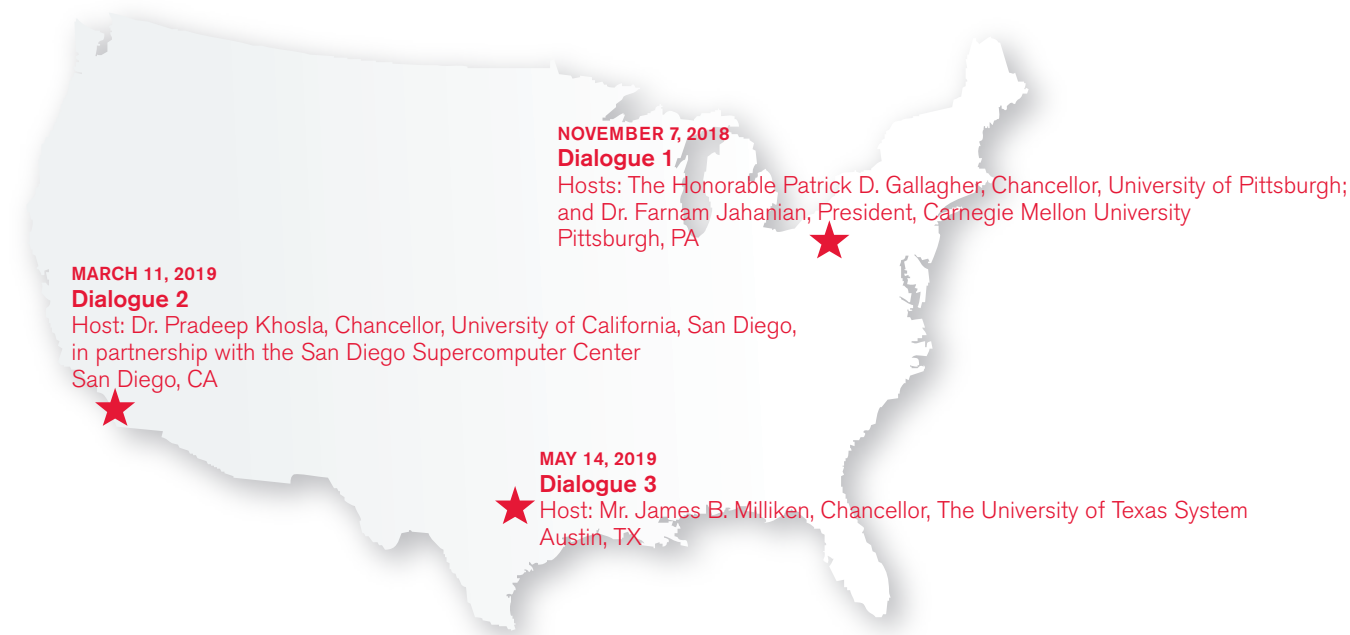 NOVEMBER 7, 2018
Dialogue 1
Hosts: The Honorable Patrick D. Gallagher, Chancellor, University of Pittsburgh;
and Dr. Farnam Jahanian, President, Carnegie Mellon University
Pittsburgh, PA
MARCH 11, 2019
Dialogue 2
Host: Dr. Pradeep Khosla, Chancellor, University of California, San Diego,
in partnership with the San Diego Supercomputer Center
San Diego, CA
MAY 14, 2019
Dialogue 3
Host: Mr. James B. Milliken, Chancellor, The University of Texas System
Austin, TX